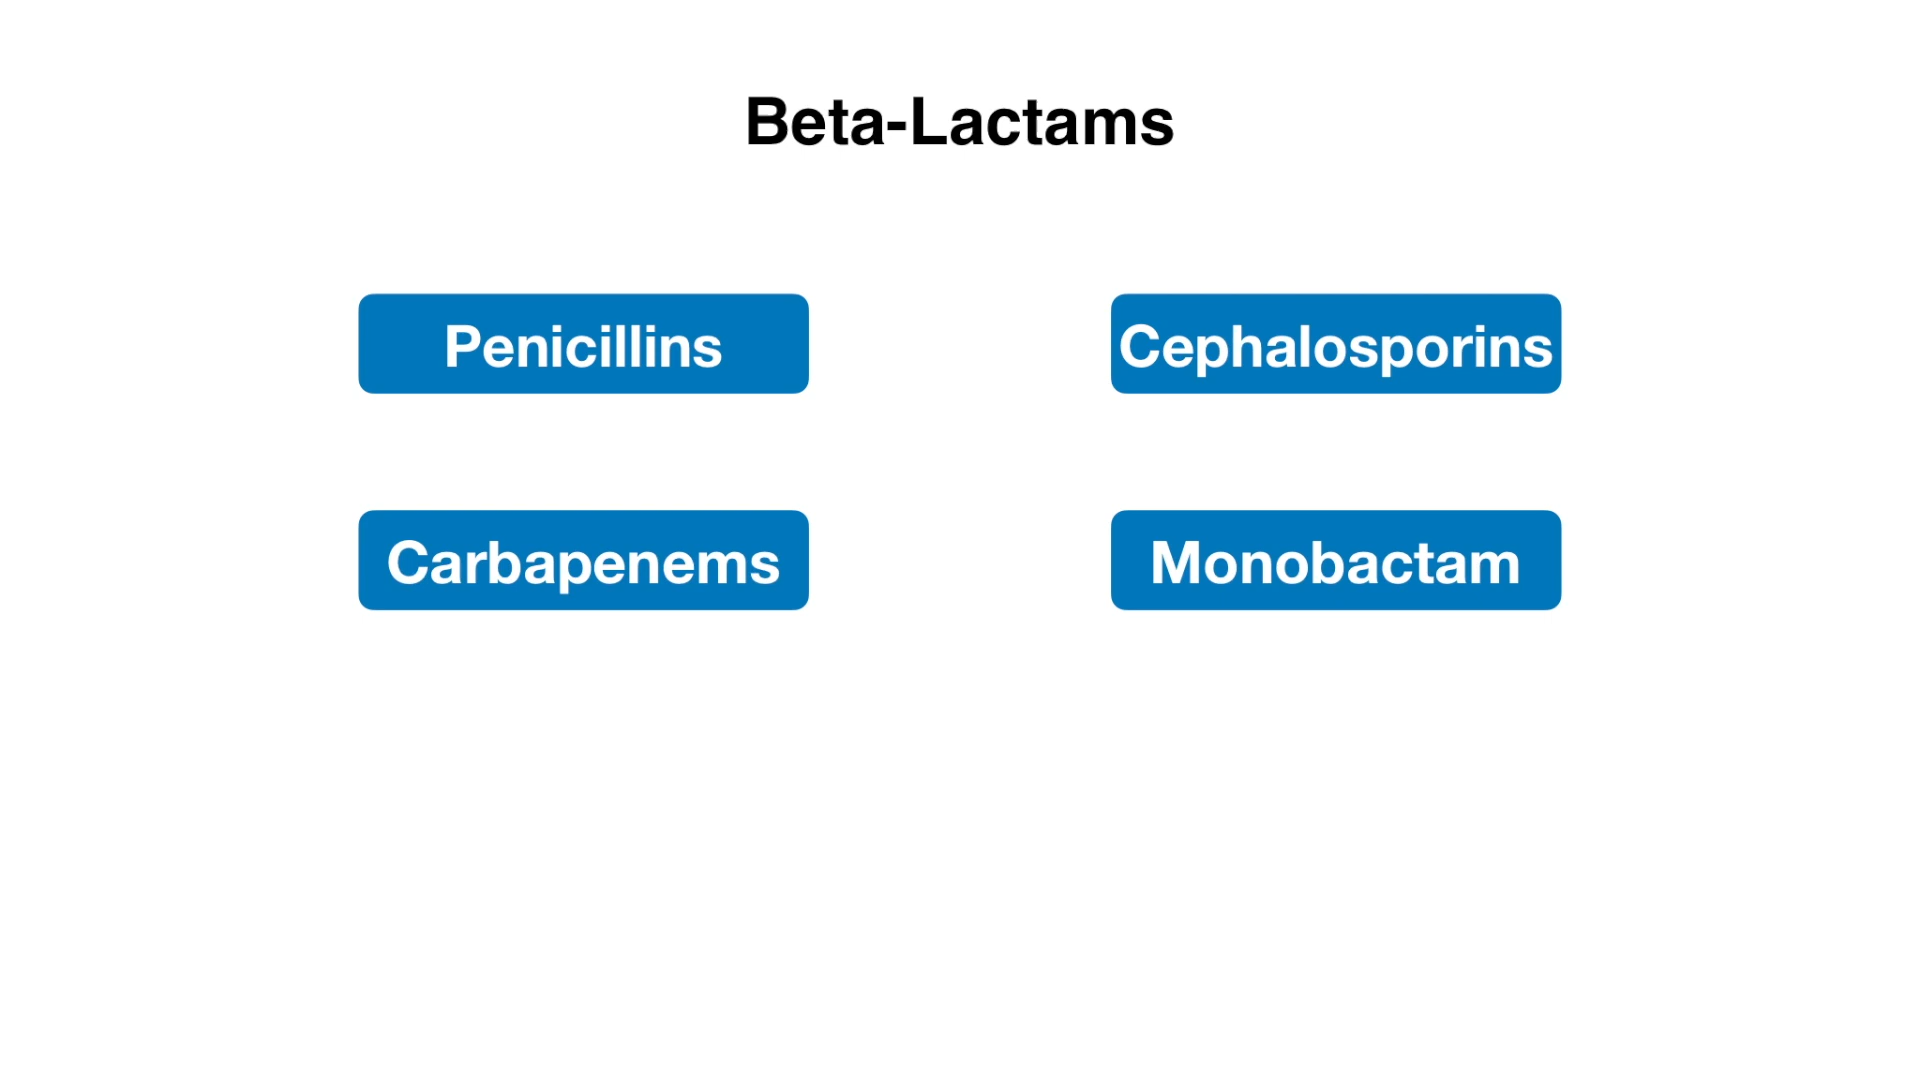 Beta-Lactams
Penicillins
Cephalosporins
Carbapenems
Monobactam